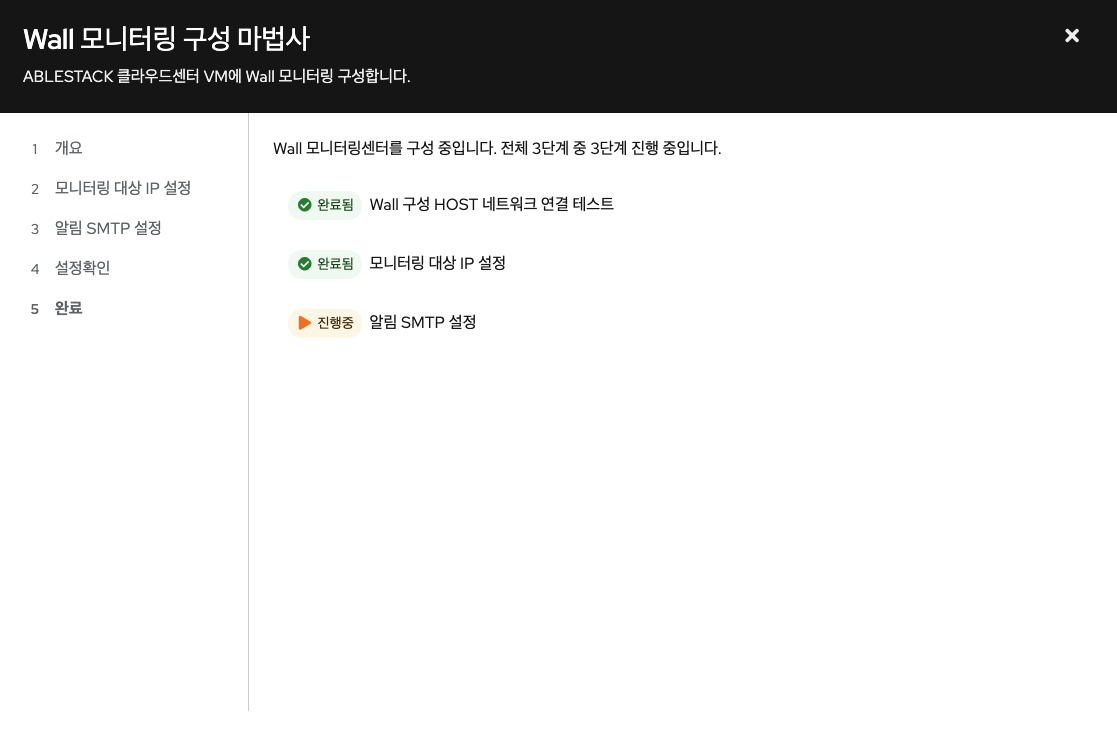 Wall 모니터링 구성 마법사
ABLESTACK 클라우드센터 VM에 Wall 모니터링 구성합니다.
1 개요
2 모니터링 대상 IP 설정
3 알림 SMTP 설정
4 설정확인
5 완료
Wall 모니터링센터를 구성 중입니다. 전체 3단계 중 3단계 진행 중입니다.
완료됨 Wall 구성 HOST 네트워크 연결 테스트
완료됨 모니터링 대상 IP 설정
진행중 알림 SMTP 설정